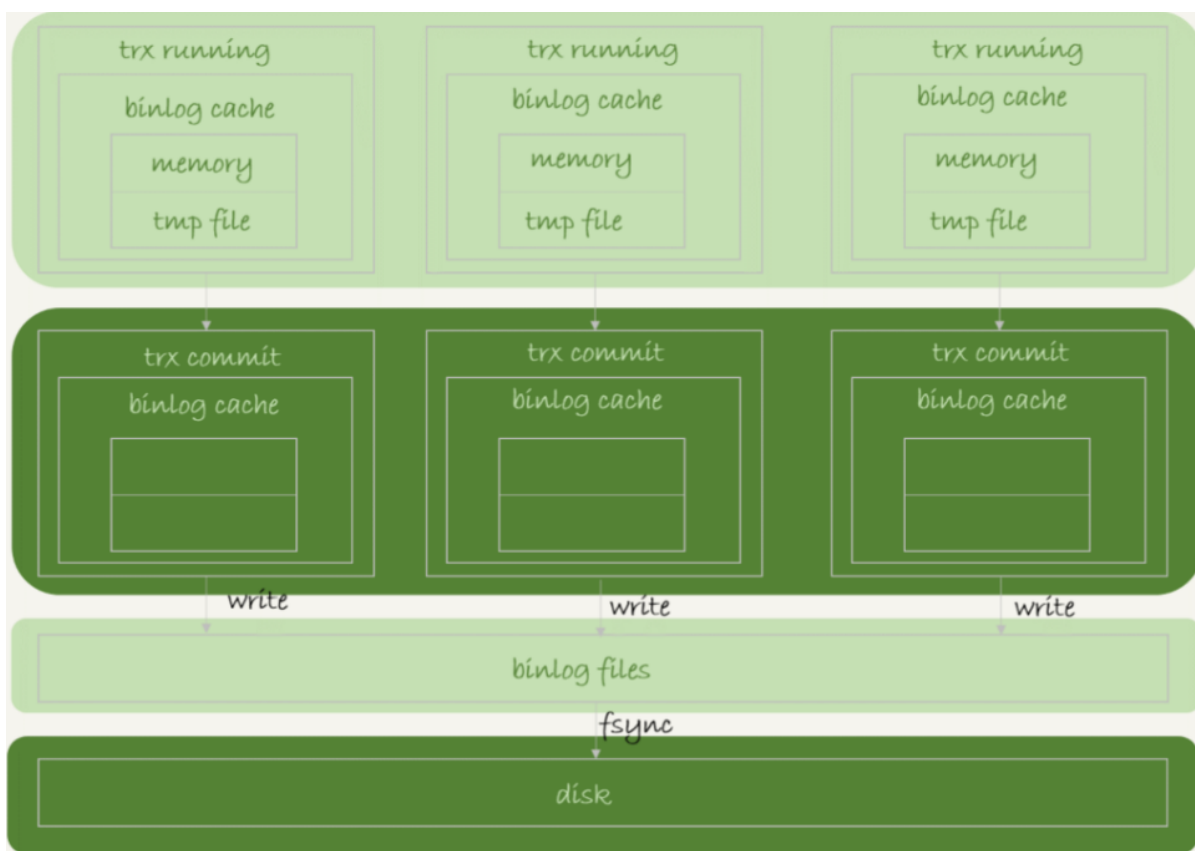 trx running
trx running
trx running
binlog cache
binlog cache
binlog cache
memory
memory
memory
tmp file
tmp file
tmp file
trx commit
trx commit
trx commit
binlog cache
binlog cache
binlog cache
write
write
write
binlog files
fsync
disk